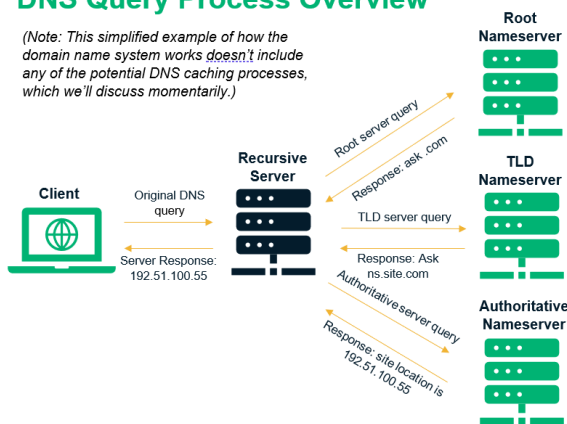 DNS Query Process Overview
(Note: This simplified example of how the
domain name system works doesn't include
any of the potential DNS caching processes,
which we'll discuss momentarily.)
Root
Nameserver
Root server query
Response: ask .com
Recursive
Server
TLD
Nameserver
Client
Original DNS
query
TLD server query
Server Response:
192.51.100.55
Response: Ask
ns.site.com
Authoritative server query
Response: site location is
192.51.100.55
Authoritative
Nameserver